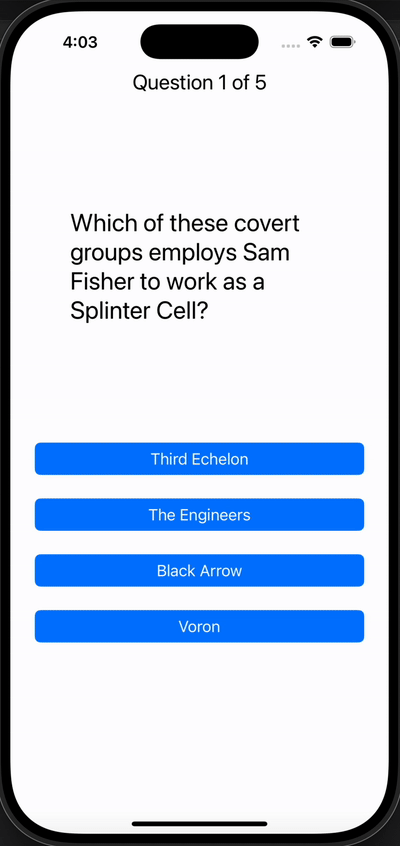 4:03
Question 1 of 5
Which of these covert
groups employs Sam
Fisher to work as a
Splinter Cell?
Third Echelon
The Engineers
Black Arrow
Voron